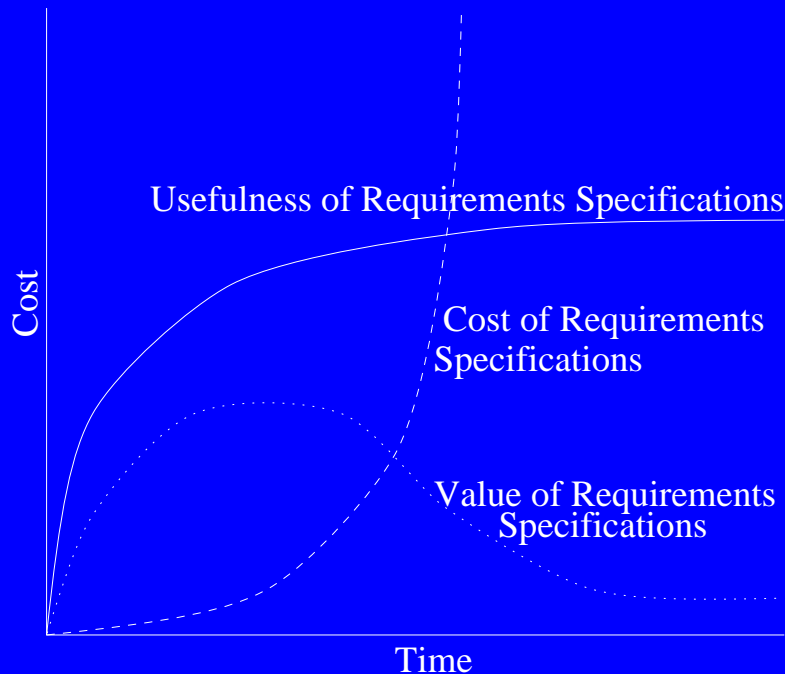 Usefulness of Requirements Specifications
Cost
Cost of Requirements
Specifications
Value of Requirements
Specifications
Time